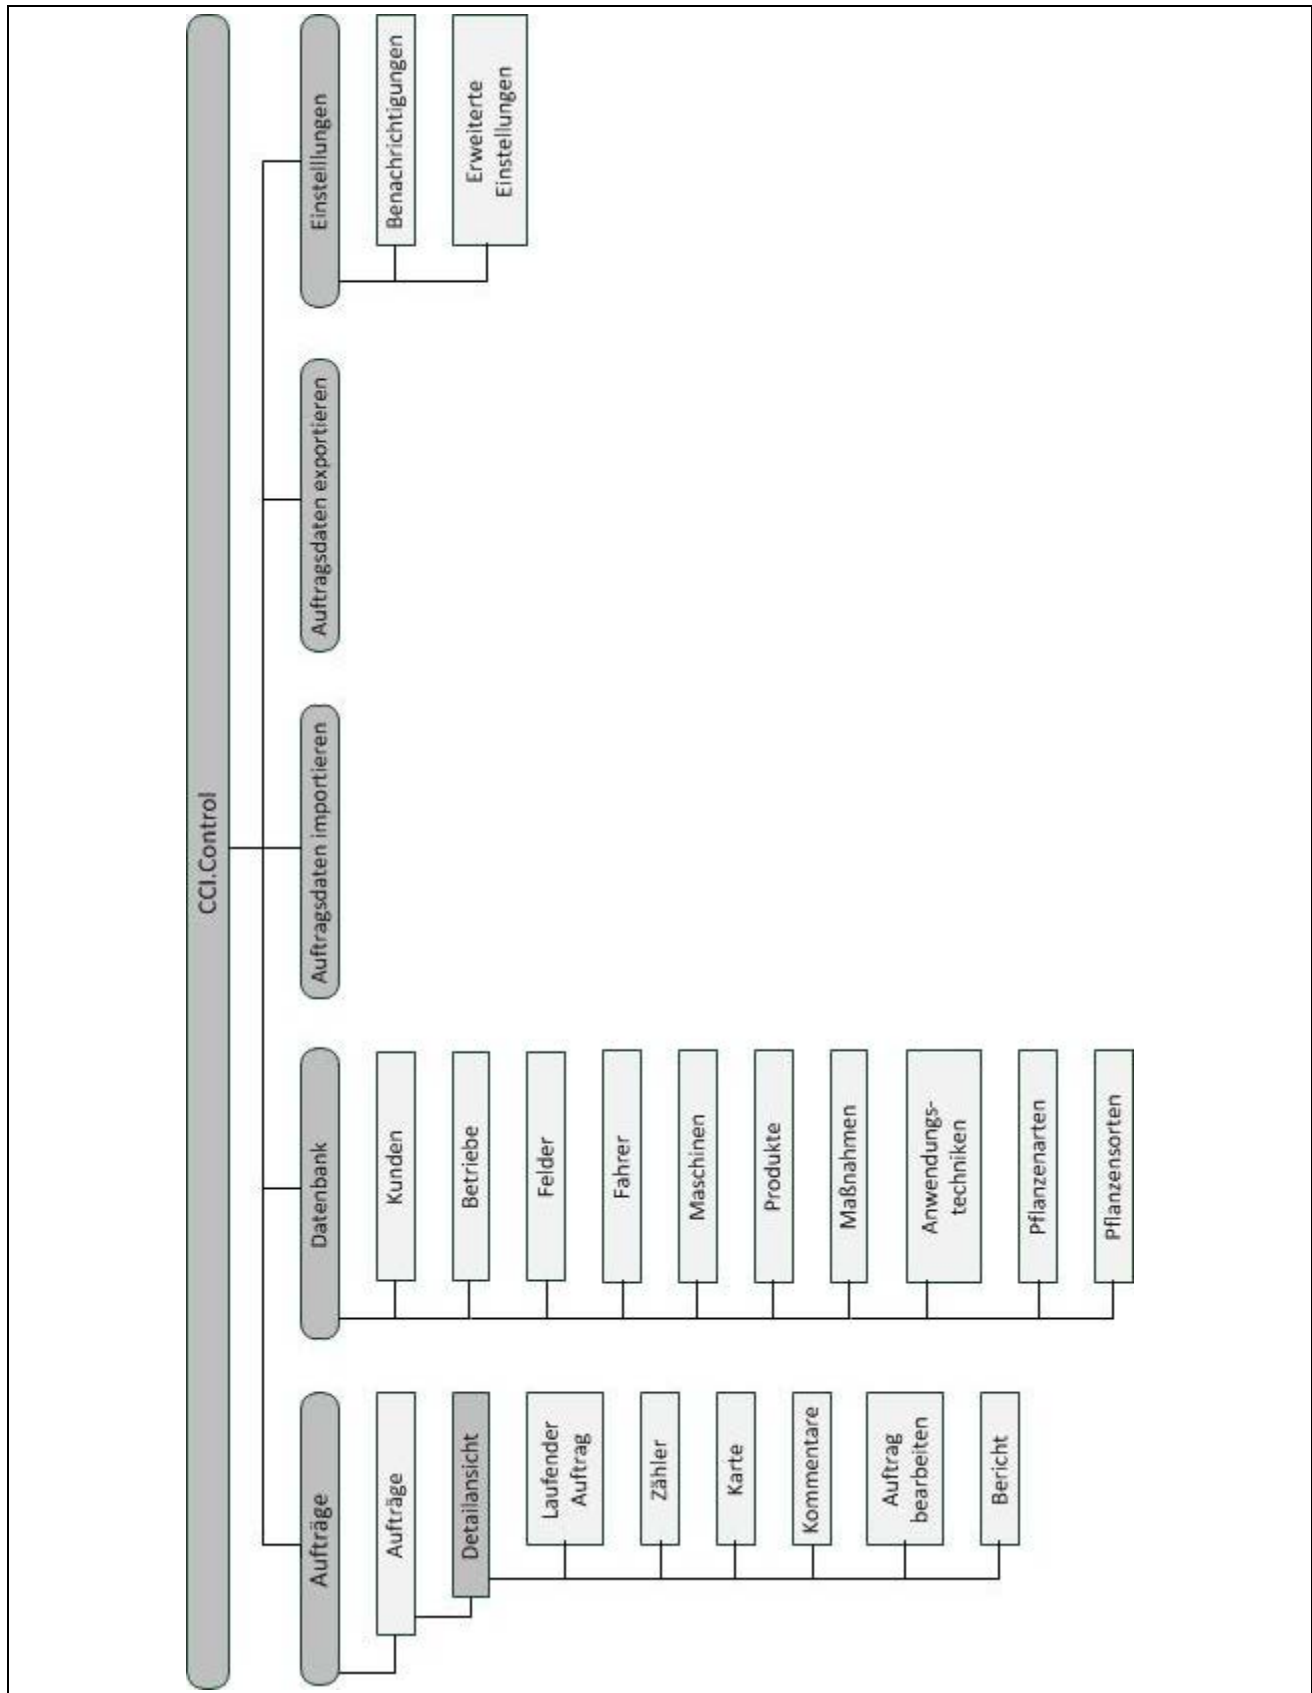 CCI.Control
Aufträge
Aufträge
Detailansicht
Laufender
Auftrag
Zähler
Karte
Kommentare
Auftrag
bearbeiten
Bericht
Datenbank
Kunden
Betriebe
Felder
Fahrer
Maschinen
Produkte
Maßnahmen
Anwendungs-
techniken
Pflanzenarten
Pflanzensorten
Auftragsdaten importieren
Auftragsdaten exportieren
Einstelllungen
Benachrichtigungen
Erweiterte
Einstellungen